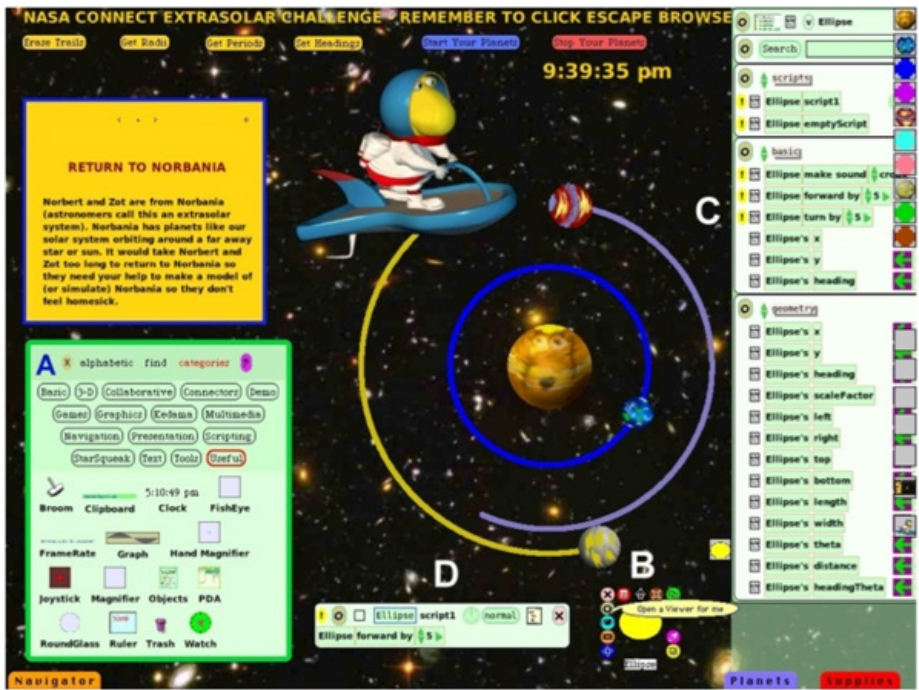 NASA CONNECT EXTRASOLAR CHALLENGE - REMEMBER TO CLICK ESCAPE BROWSE
Erase Trails
Get Radii
Get Periods
Set Headings
Start Your Planets
Stop Your Planets
9:39:35 pm
RETURN TO NORBANIA
Norbert and Zot are from Norbania
(astronomers call this an extrasolar
system). Norbania has planets like our
solar system orbiting around a far away
star or sun. It would take Norbert and
Zot too long to return to Norbania so
they need your help to make a model of
(or simulate) Norbania so they don't
feel homesick.
A
x alphabetic find categories ?
Basic 3-D Collaborative Connectors Demo
Games Graphics Kedama Multimedia
Navigation Presentation Scripting
StarSqueak Text Tools Useful
5:10:49 pm
Broom Clipboard Clock FishEye
FrameRate Graph Hand Magnifier
Joystick Magnifier Objects PDA
RoundGlass Ruler Trash Watch
C
D
! Ellipse script1 normal
Ellipse forward by 5
B
Open a Viewer for me
Ellipse
v Ellipse
Search
scripts
! Ellipse script1
! Ellipse emptyScript
basic
! Ellipse make sound cro
! Ellipse forward by 5
! Ellipse turn by 5
Ellipse's x
Ellipse's y
Ellipse's heading
geometry
Ellipse's x
Ellipse's y
Ellipse's heading
Ellipse's scaleFactor
Ellipse's left
Ellipse's right
Ellipse's top
Ellipse's bottom
Ellipse's length
Ellipse's width
Ellipse's theta
Ellipse's distance
Ellipse's headingTheta
Navigator
Planets
Supplies